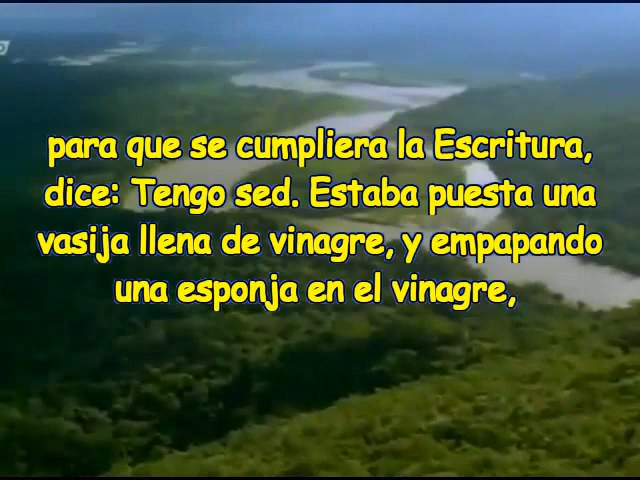 para que se cumpliera la Escritura,
dice: Tengo sed. Estaba puesta una
vasija llena de vinagre, y empapando
una esponja en el vinagre,